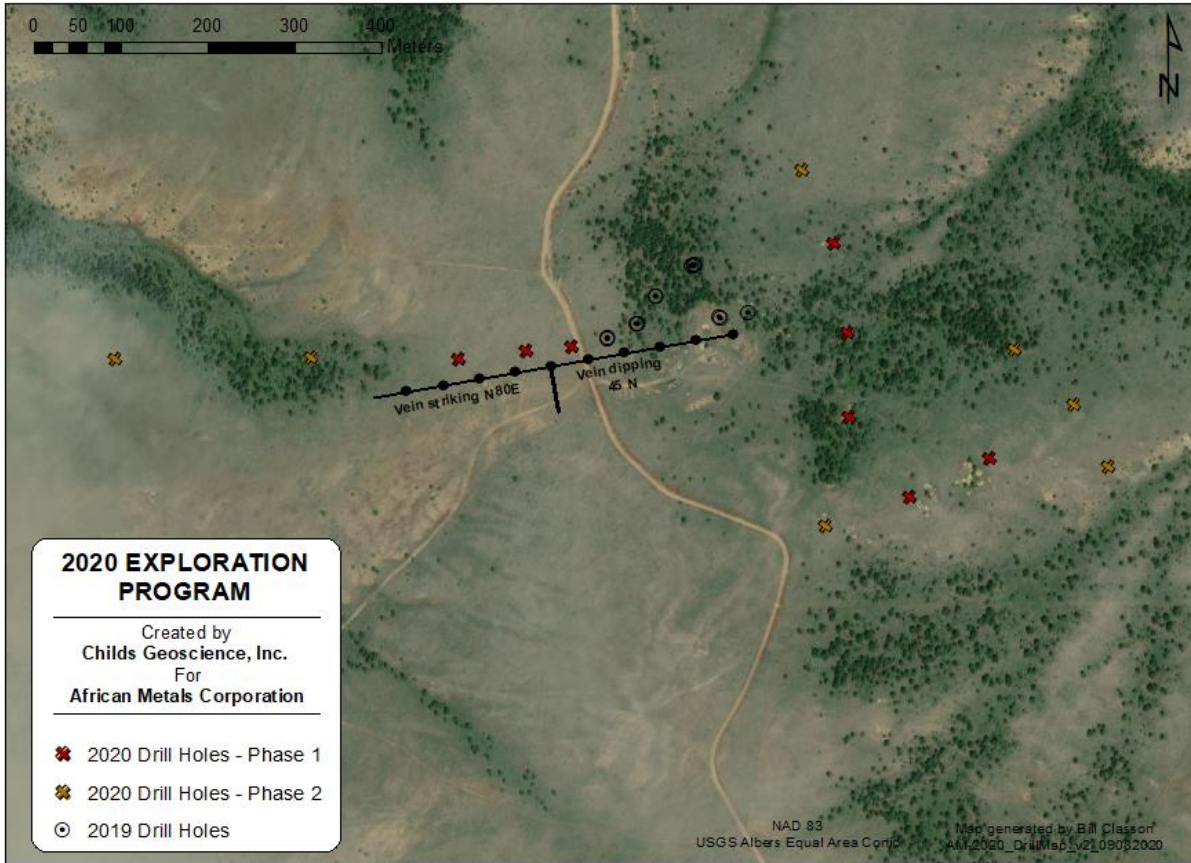 0 50 100 200 300 400
Meters
N
Vein striking N80E
Vein dipping
45 N
2020 EXPLORATION
PROGRAM
Created by
Childs Geoscience, Inc.
For
African Metals Corporation
2020 Drill Holes - Phase 1
2020 Drill Holes - Phase 2
2019 Drill Holes
NAD 83
USGS Albers Equal Area Conic
Map generated by Bill Classon
AM-2020_DrillMap_v2_09082020